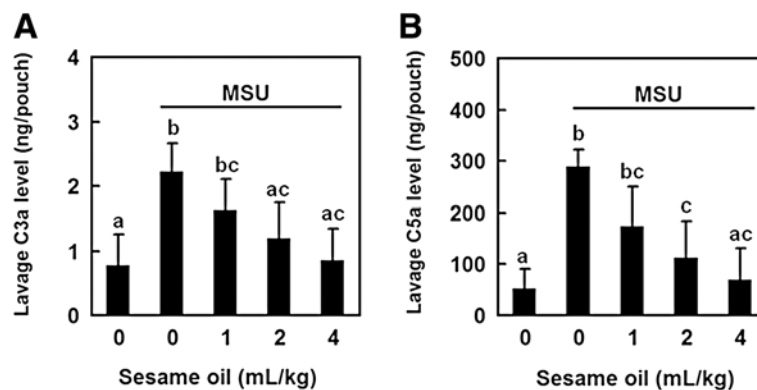 A
Lavage C3a level (ng/pouch)
4
3
2
1
0
MSU
a
b
bc
ac
ac
0 0 1 2 4
Sesame oil (mL/kg)
B
Lavage C5a level (ng/pouch)
500
400
300
200
100
0
MSU
a
b
bc
c
ac
0 0 1 2 4
Sesame oil (mL/kg)